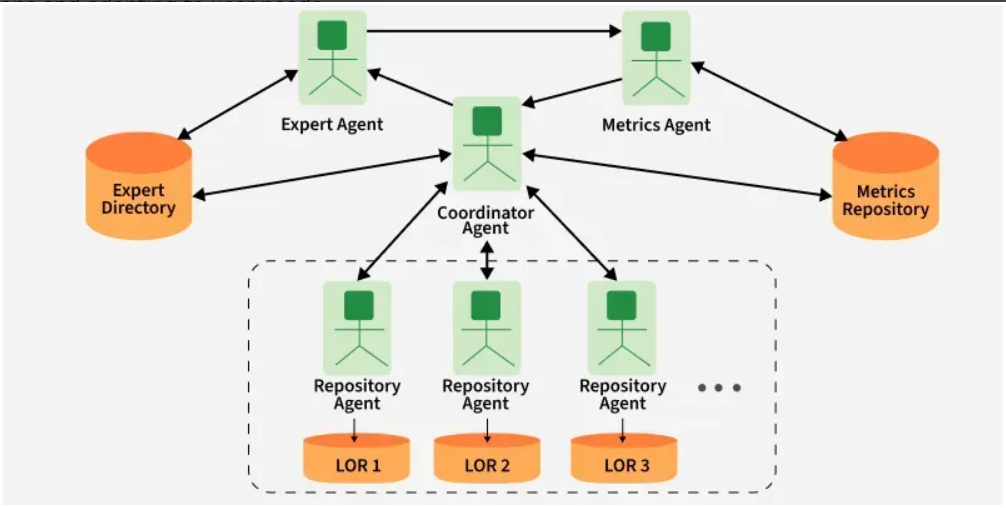 Expert Agent
Metrics Agent
Expert
Directory
Metrics
Repository
Coordinator
Agent
Repository
Agent
Repository
Agent
Repository
Agent
LOR 1
LOR 2
LOR 3